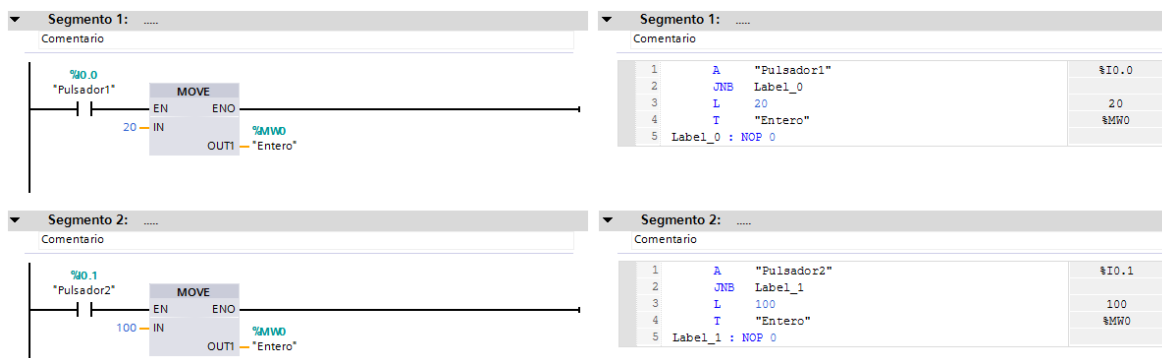 Segmento 1: .....
Comentario
%I0.0
"Pulsador1"
MOVE
EN ENO
20 IN
%MW0
OUT1 "Entero"
Segmento 1: .....
Comentario
1 A "Pulsador1" %I0.0
2 JNB Label_0
3 L 20 20
4 T "Entero" %MW0
5 Label_0 : NOP 0
Segmento 2: .....
Comentario
%I0.1
"Pulsador2"
MOVE
EN ENO
100 IN
%MW0
OUT1 "Entero"
Segmento 2: .....
Comentario
1 A "Pulsador2" %I0.1
2 JNB Label_1
3 L 100 100
4 T "Entero" %MW0
5 Label_1 : NOP 0